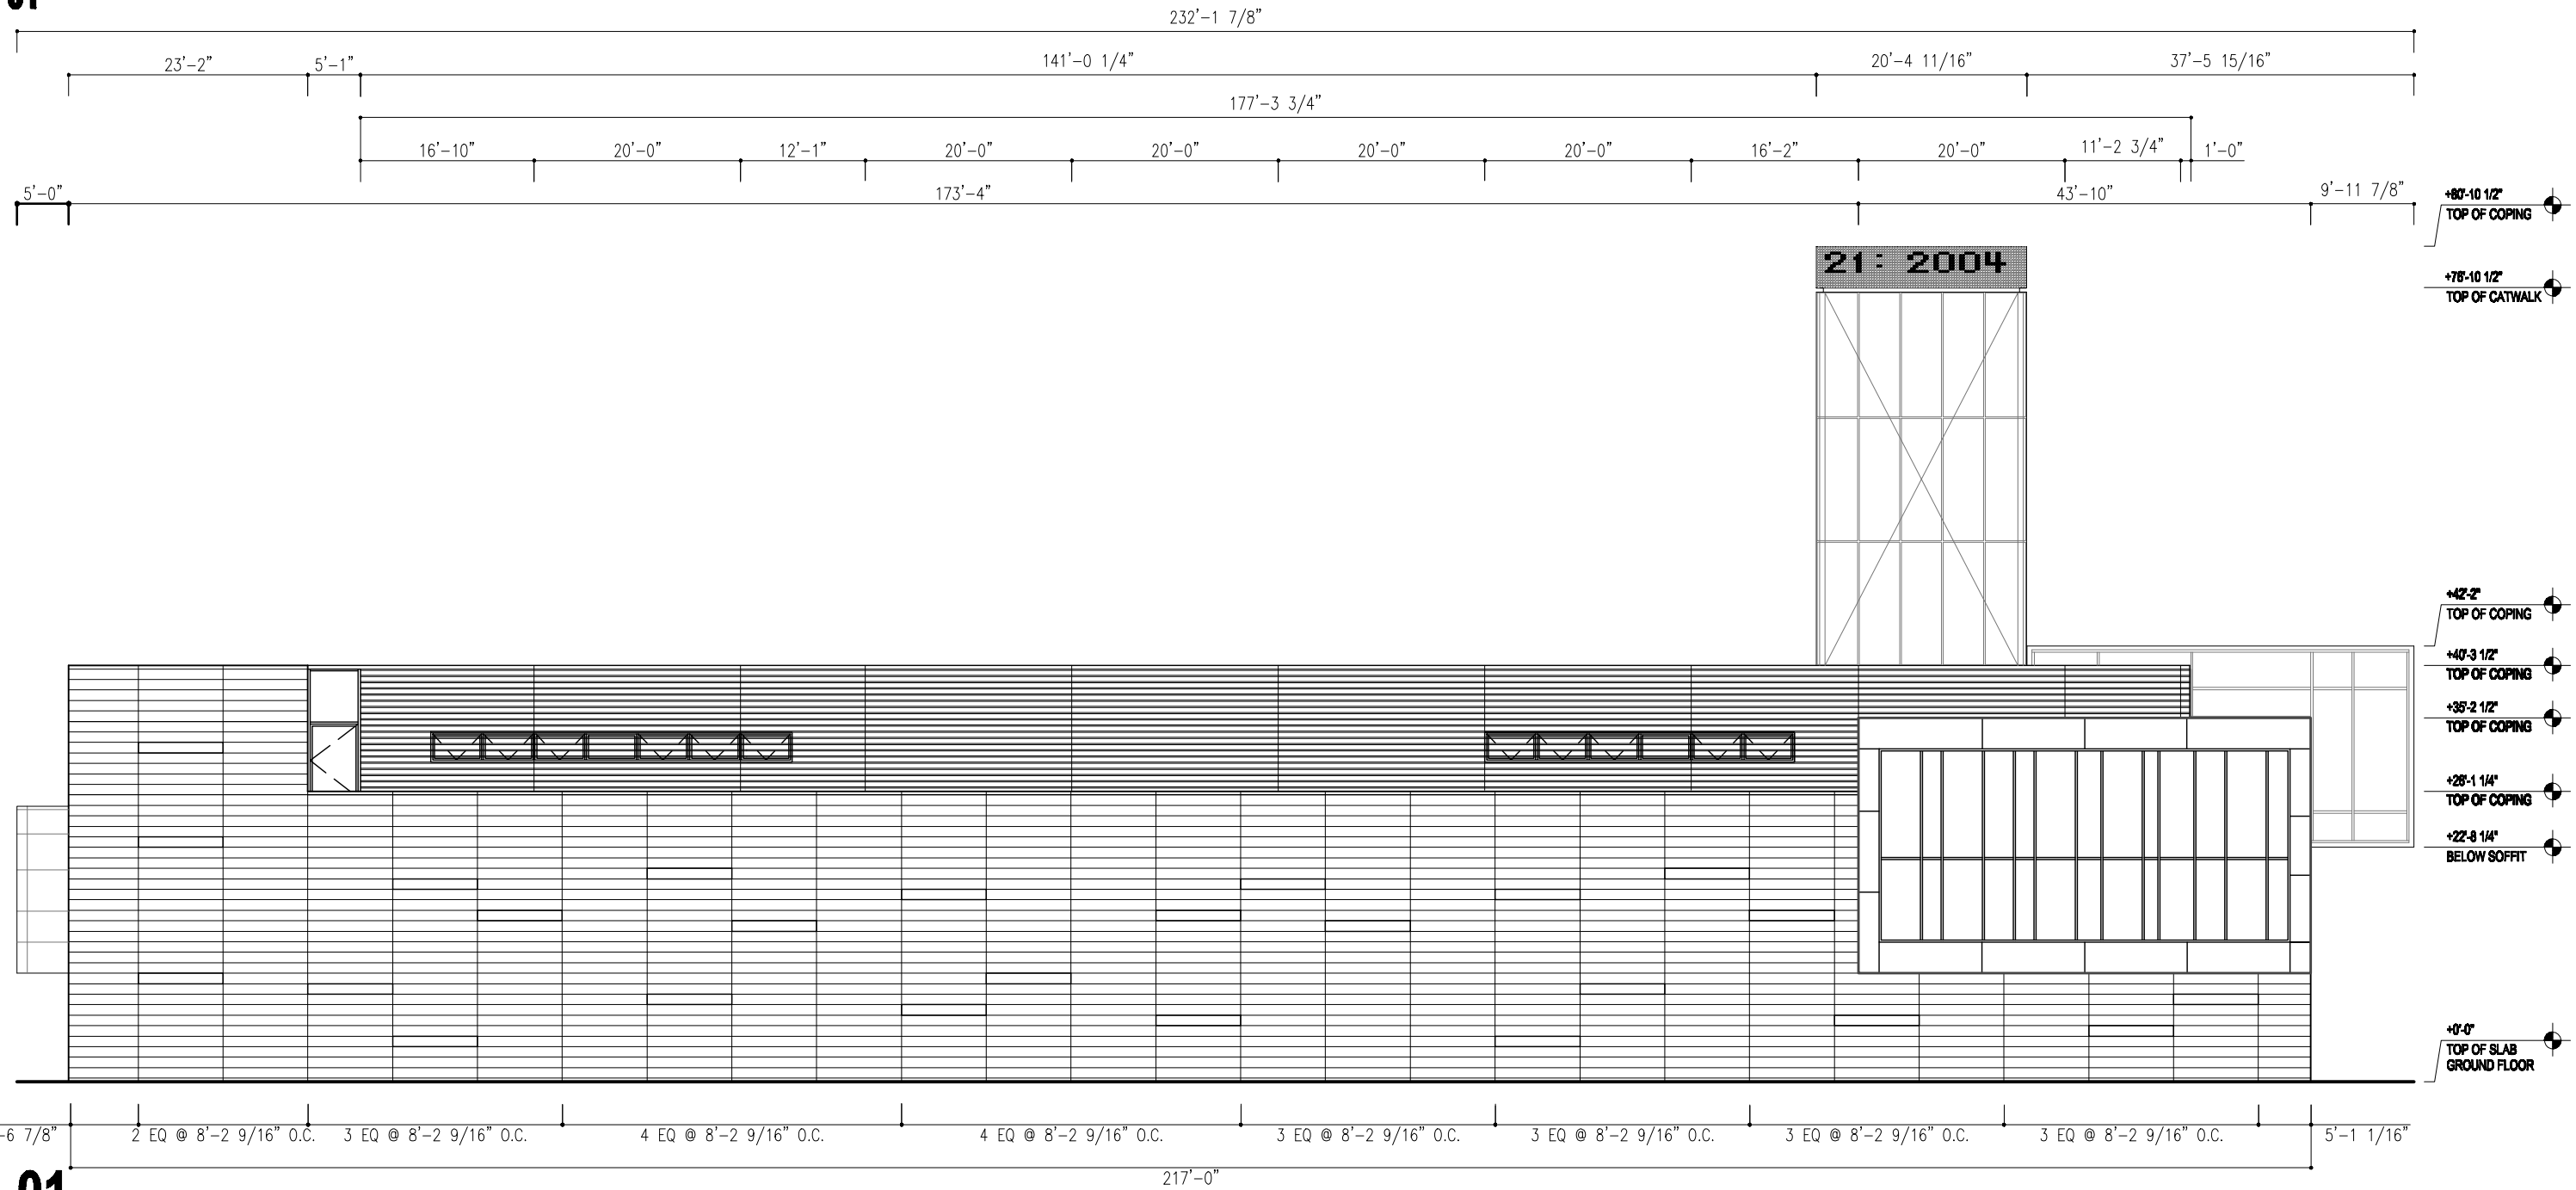 01
232'-1 7/8"
23'-2" 5'-1" 141'-0 1/4" 20'-4 11/16" 37'-5 15/16"
177'-3 3/4"
16'-10" 20'-0" 12'-1" 20'-0" 20'-0" 20'-0" 20'-0" 16'-2" 20'-0" 11'-2 3/4" 1'-0"
5'-0" 173'-4" 43'-10" 9'-11 7/8"
+80'-10 1/2"
TOP OF COPING
21: 2004
+76'-10 1/2"
TOP OF CATWALK
+42'-2"
TOP OF COPING
+40'-3 1/2"
TOP OF COPING
+35'-2 1/2"
TOP OF COPING
+28'-1 1/4"
TOP OF COPING
+22'-8 1/4"
BELOW SOFFIT
+0'-0"
TOP OF SLAB
GROUND FLOOR
-6 7/8" 2 EQ @ 8'-2 9/16" O.C. 3 EQ @ 8'-2 9/16" O.C. 4 EQ @ 8'-2 9/16" O.C. 4 EQ @ 8'-2 9/16" O.C. 3 EQ @ 8'-2 9/16" O.C. 3 EQ @ 8'-2 9/16" O.C. 3 EQ @ 8'-2 9/16" O.C. 3 EQ @ 8'-2 9/16" O.C. 5'-1 1/16"
217'-0"
01